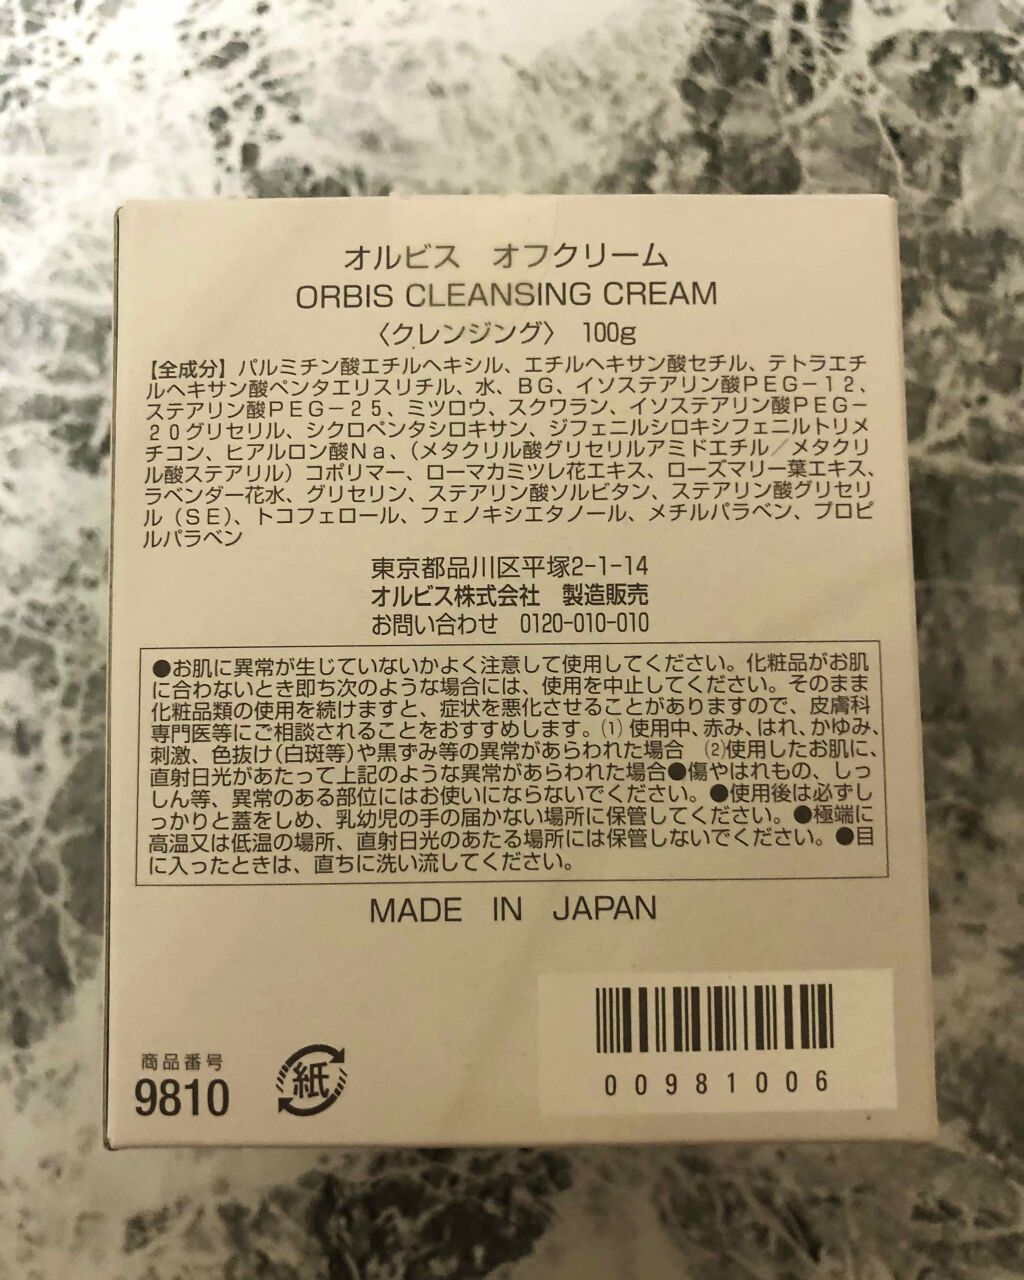 オルビス　オフクリーム
ORBIS CLEANSING CREAM
〈クレンジング〉 100g
【全成分】パルミチン酸エチルヘキシル、エチルヘキサン酸セチル、テトラエチ
ルヘキサン酸ペンタエリスリチル、水、BG、イソステアリン酸PEG－12、
ステアリン酸PEG－25、ミツロウ、スクワラン、イソステアリン酸PEG－
20グリセリル、シクロペンタシロキサン、ジフェニルシロキシフェニルトリメ
チコン、ヒアルロン酸Na、（メタクリル酸グリセリルアミドエチル／メタクリ
ル酸ステアリル）コポリマー、ローマカミツレ花エキス、ローズマリー葉エキス、
ラベンダー花水、グリセリン、ステアリン酸ソルビタン、ステアリン酸グリセリ
ル（SE）、トコフェロール、フェノキシエタノール、メチルパラベン、プロピ
ルパラベン
東京都品川区平塚2-1-14
オルビス株式会社　製造販売
お問い合わせ　0120-010-010
●お肌に異常が生じていないかよく注意して使用してください。化粧品がお肌
に合わないとき即ち次のような場合には、使用を中止してください。そのまま
化粧品類の使用を続けますと、症状を悪化させることがありますので、皮膚科
専門医等にご相談されることをおすすめします。⑴ 使用中、赤み、はれ、かゆみ、
刺激、色抜け（白斑等）や黒ずみ等の異常があらわれた場合　⑵使用したお肌に、
直射日光があたって上記のような異常があらわれた場合●傷やはれもの、しっ
しん等、異常のある部位にはお使いにならないでください。●使用後は必ずし
っかりと蓋をしめ、乳幼児の手の届かない場所に保管してください。●極端に
高温又は低温の場所、直射日光のあたる場所には保管しないでください。●目
に入ったときは、直ちに洗い流してください。
MADE IN JAPAN
商品番号
9810
紙
00981006